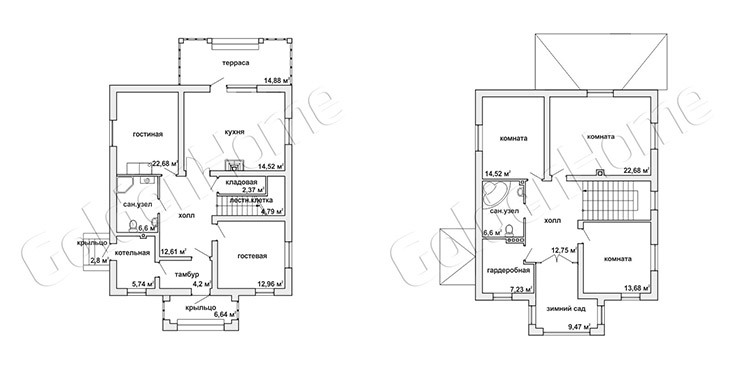 терраса
14,88 м²
гостиная
22,68 м²
кухня
14,52 м²
кладовая
2,37 м²
лестн.клетка
4,79 м²
сан.узел
6,6 м²
холл
12,61 м²
крыльцо
2,8 м²
котельная
5,74 м²
тамбур
4,2 м²
гостевая
12,96 м²
крыльцо
6,64 м²
GoldenHome
комната
14,52 м²
комната
22,68 м²
сан.узел
6,6 м²
холл
12,75 м²
гардеробная
7,23 м²
комната
13,68 м²
зимний сад
9,47 м²
GoldenHome